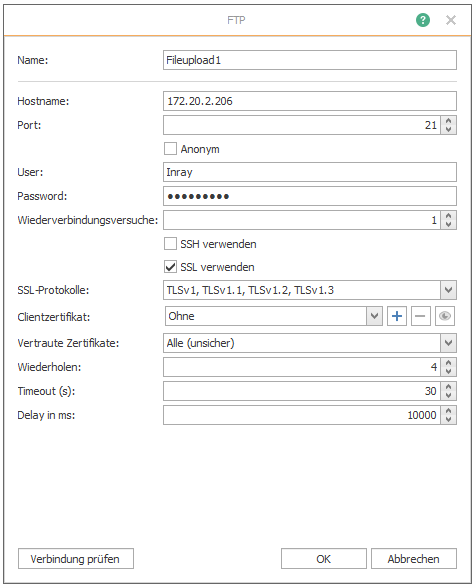 FTP
?
Name: Fileupload1
Hostname: 172.20.2.206
Port: 21
Anonym
User: Inray
Password: •••••••••
Wiederverbindungsversuche: 1
SSH verwenden
SSL verwenden
SSL-Protokolle: TLSv1, TLSv1.1, TLSv1.2, TLSv1.3
Clientzertifikat: Ohne
Vertraute Zertifikate: Alle (unsicher)
Wiederholen: 4
Timeout (s): 30
Delay in ms: 10000
Verbindung prüfen OK Abbrechen